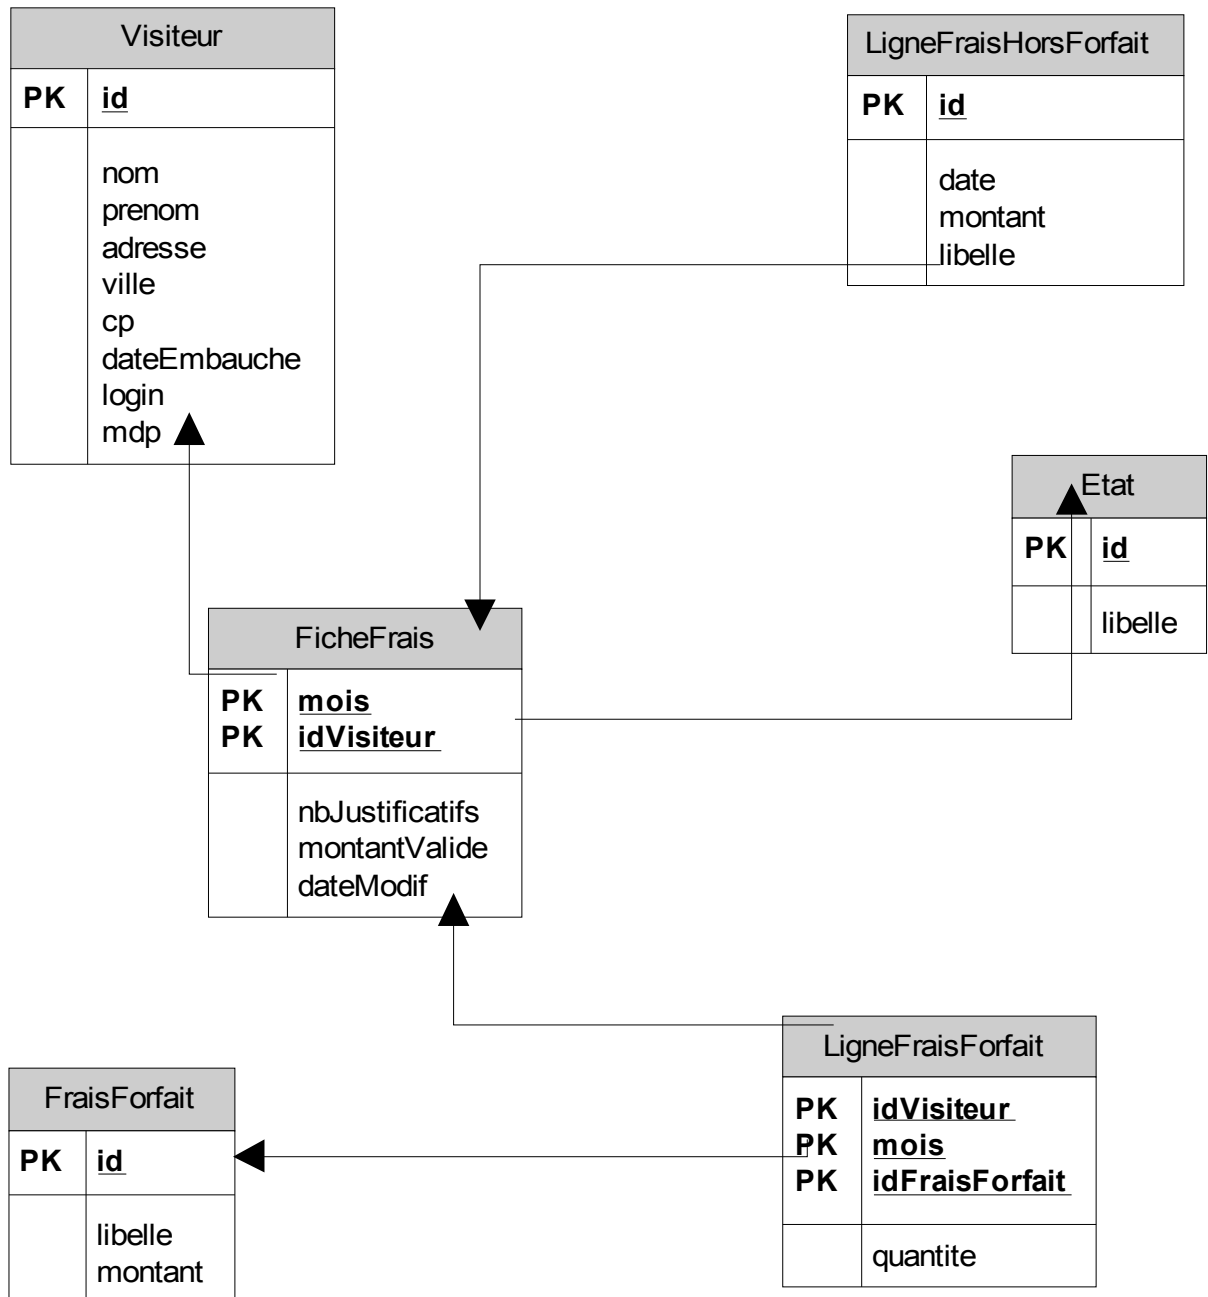 Visiteur
PK id
nom
prenom
adresse
ville
cp
dateEmbauche
login
mdp
LigneFraisHorsForfait
PK id
date
montant
libelle
Etat
PK id
libelle
FicheFrais
PK mois
PK idVisiteur
nbJustificatifs
montantValide
dateModif
LigneFraisForfait
PK idVisiteur
PK mois
PK idFraisForfait
quantite
FraisForfait
PK id
libelle
montant